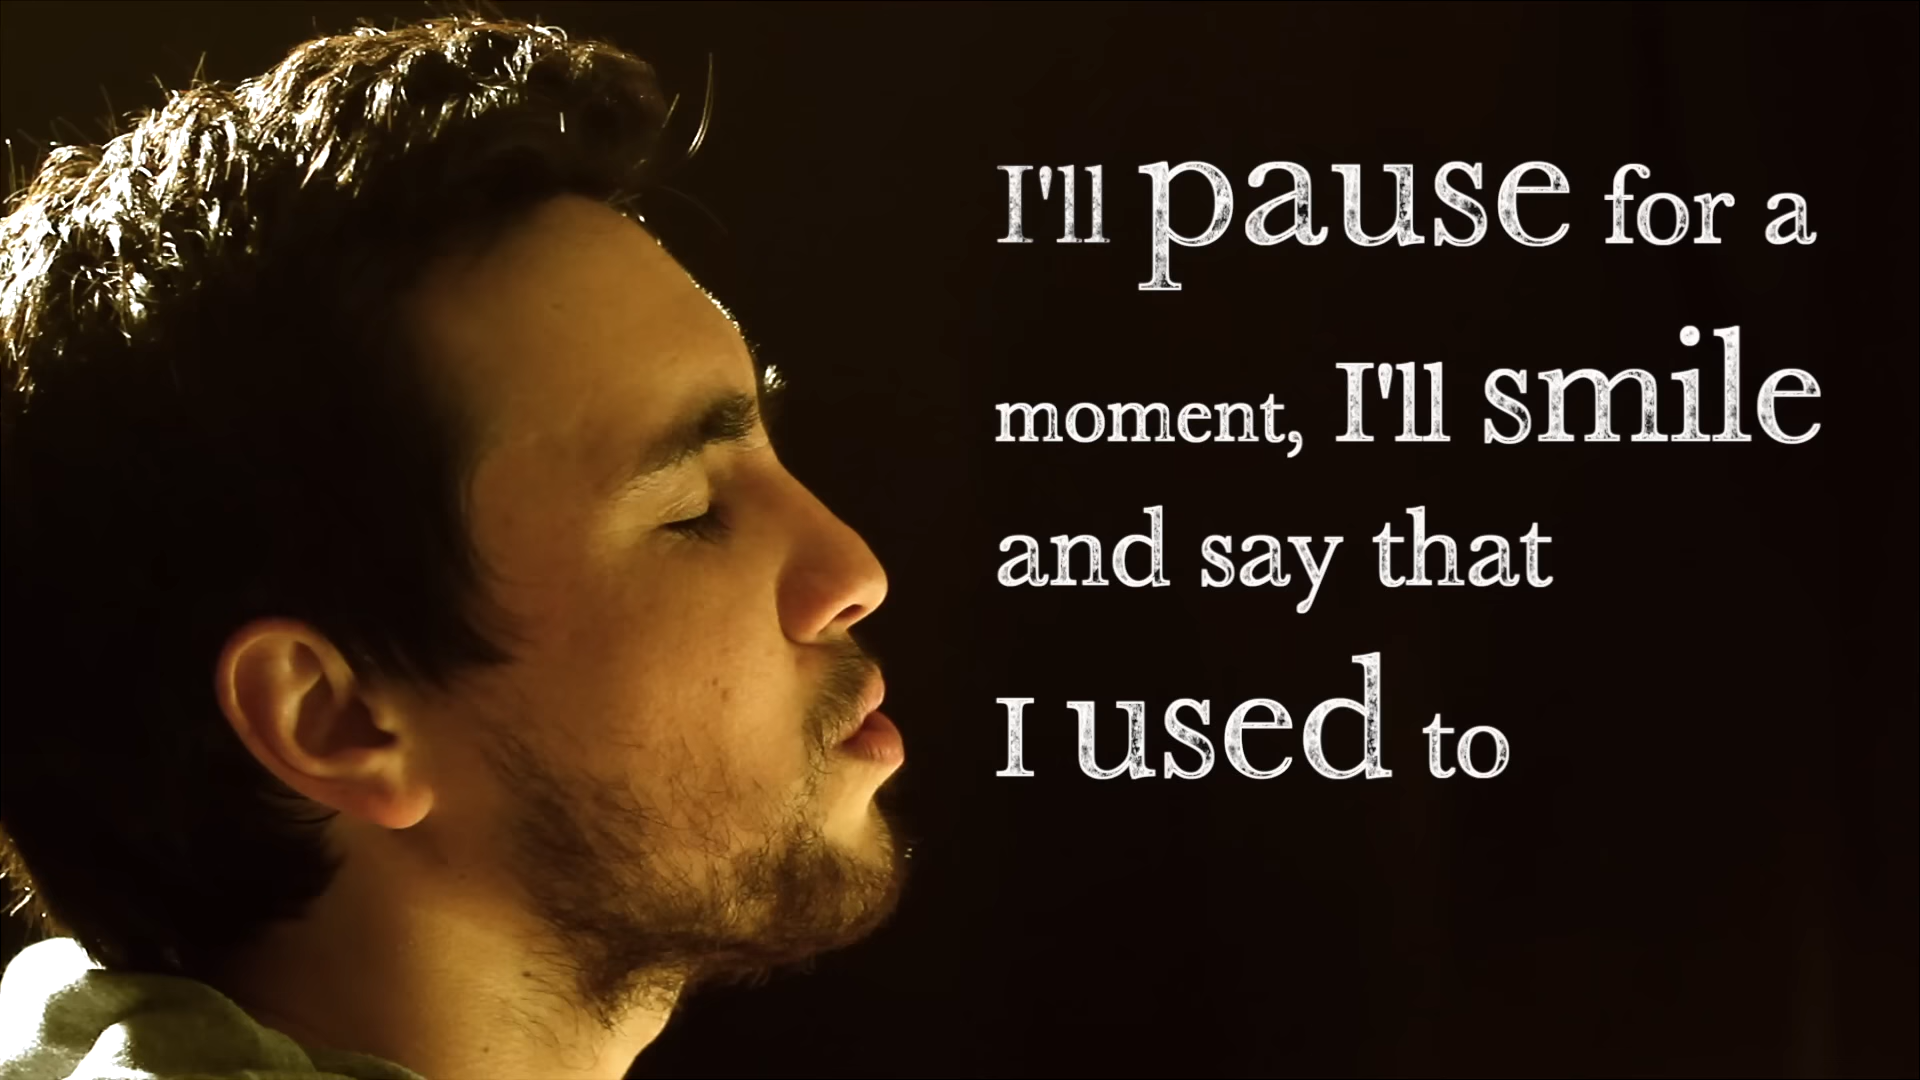 I'll pause for a
moment, I'll smile
and say that
I used to